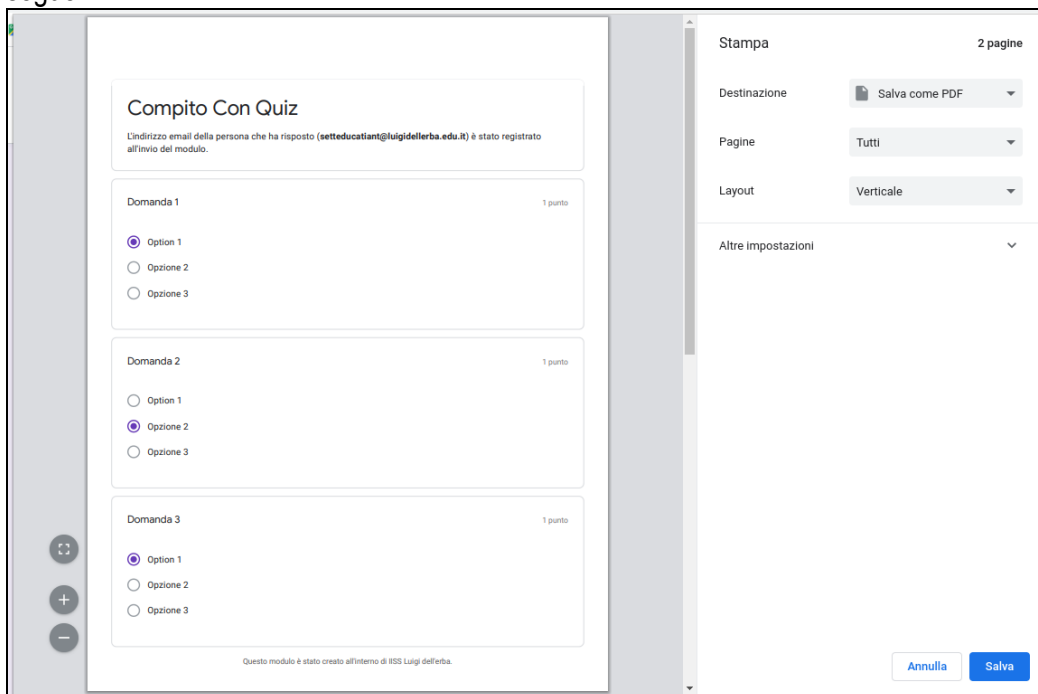 Compito Con Quiz
L'indirizzo email della persona che ha risposto (setteducatiant@luigidellerba.edu.it) è stato registrato
all'invio del modulo.
Domanda 1 1 punto
Option 1
Opzione 2
Opzione 3
Domanda 2 1 punto
Option 1
Opzione 2
Opzione 3
Domanda 3 1 punto
Option 1
Opzione 2
Opzione 3
Questo modulo è stato creato all'interno di IISS Luigi dell'erba.
Stampa 2 pagine
Destinazione Salva come PDF
Pagine Tutti
Layout Verticale
Altre impostazioni
Annulla Salva